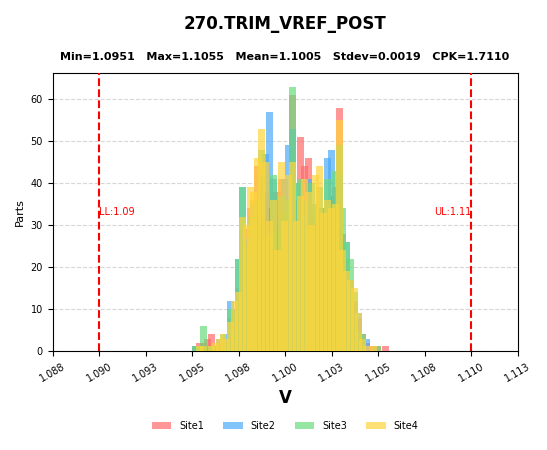 270.TRIM_VREF_POST
Min=1.0951 Max=1.1055 Mean=1.1005 Stdev=0.0019 CPK=1.7110
Parts
60
50
40
30
20
10
0
LL:1.09
UL:1.11
1.088 1.090 1.093 1.095 1.098 1.100 1.103 1.105 1.108 1.110 1.113
V
Site1 Site2 Site3 Site4